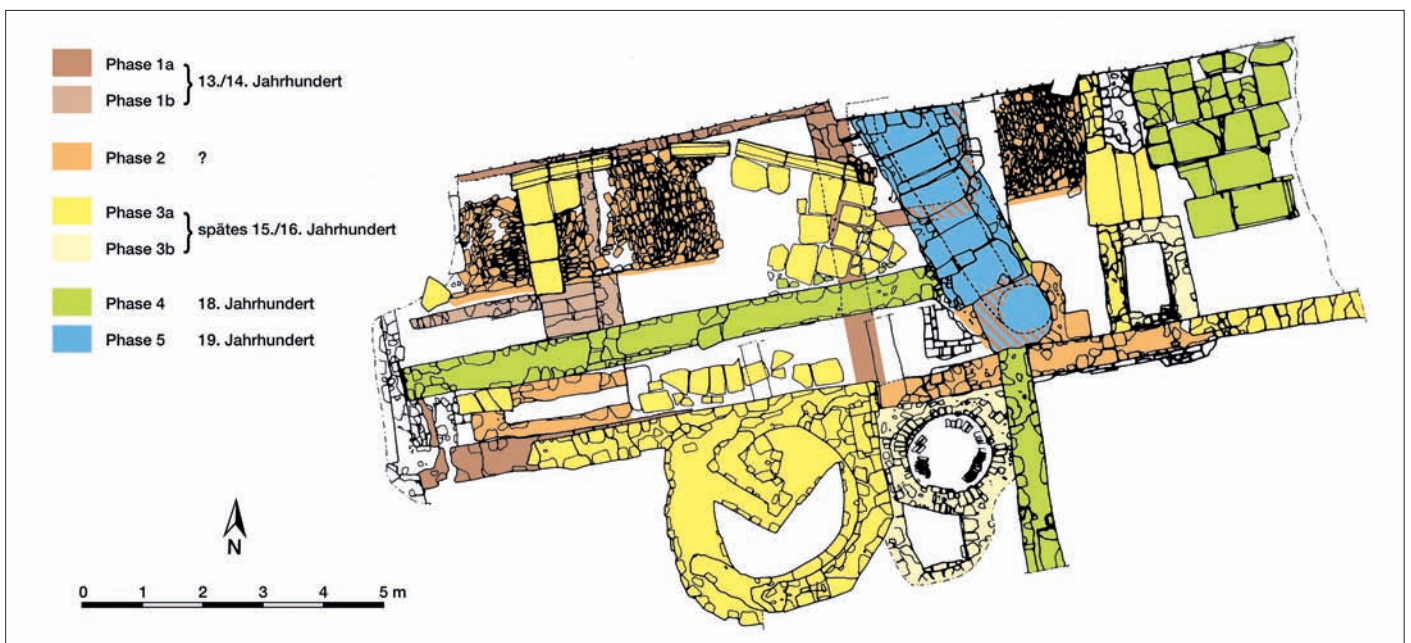 Phase 1a
Phase 1b
13./14. Jahrhundert
Phase 2 ?
Phase 3a
Phase 3b
spätes 15./16. Jahrhundert
Phase 4 18. Jahrhundert
Phase 5 19. Jahrhundert
N
0 1 2 3 4 5 m